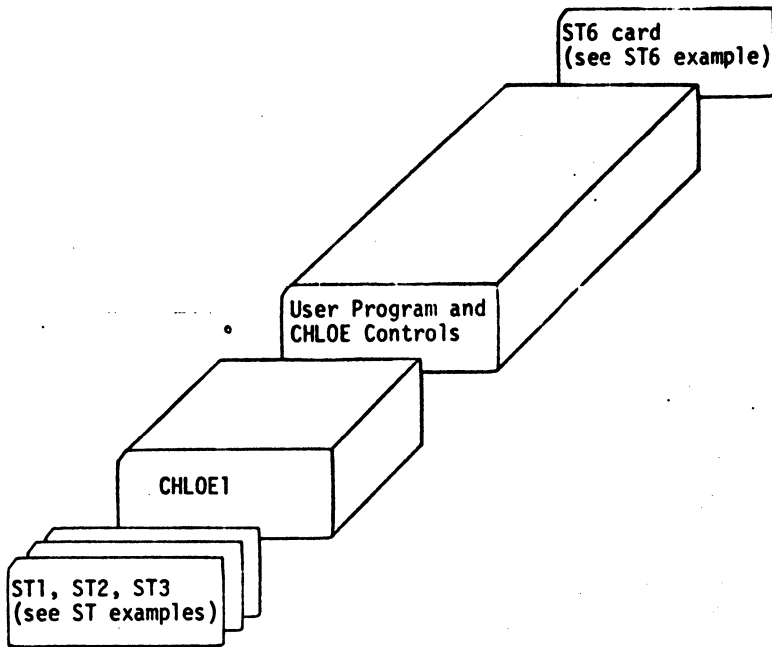 ST6 card
(see ST6 example)
User Program and
CHLOE Controls
CHLOE1
ST1, ST2, ST3
(see ST examples)